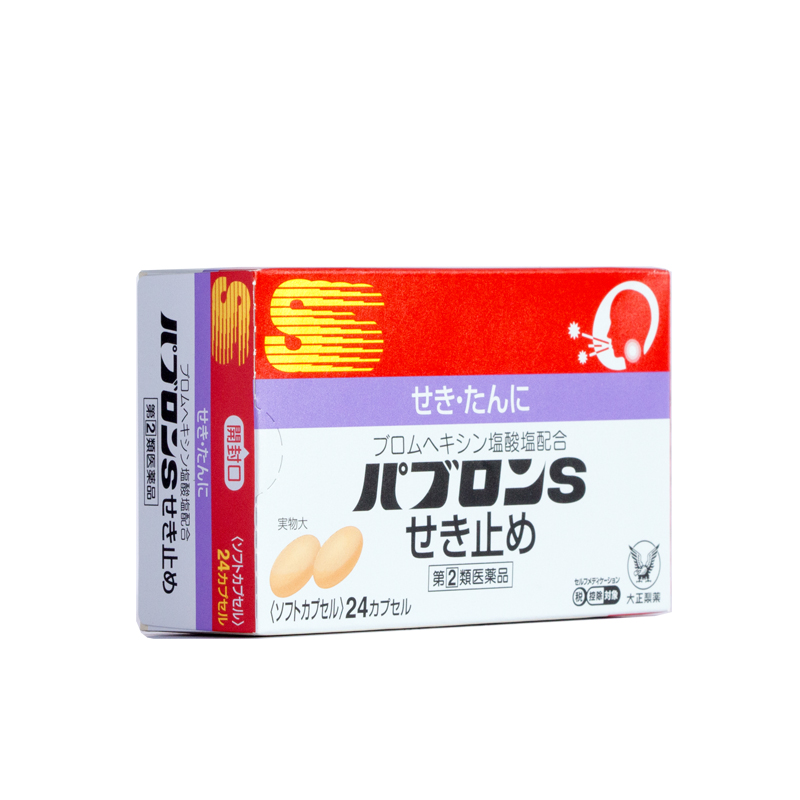 S
せき・たんに
ブロムヘキシン塩酸塩配合
パブロンS
せき止め
第2類医薬品
実物大
〈ソフトカプセル〉24カプセル
セルフメディケーション
税 控除 対象
大正製薬
S
開封口
せき・たんに
〈ソフトカプセル〉
24カプセル
ブロムヘキシン塩酸塩配合
パブロンSせき止め
第2類医薬品